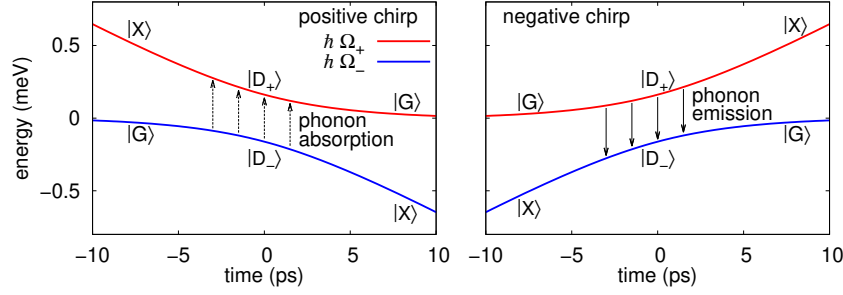 positive chirp
ℏ Ω₊
ℏ Ω₋
|X⟩
|D₊⟩
|G⟩
|G⟩
phonon
absorption
|D₋⟩
|X⟩
energy (meV)
0.5
0
−0.5
−10
−5
0
5
10
time (ps)
negative chirp
|X⟩
|D₊⟩
|G⟩
phonon
emission
|G⟩
|D₋⟩
|X⟩
−10
−5
0
5
10
time (ps)